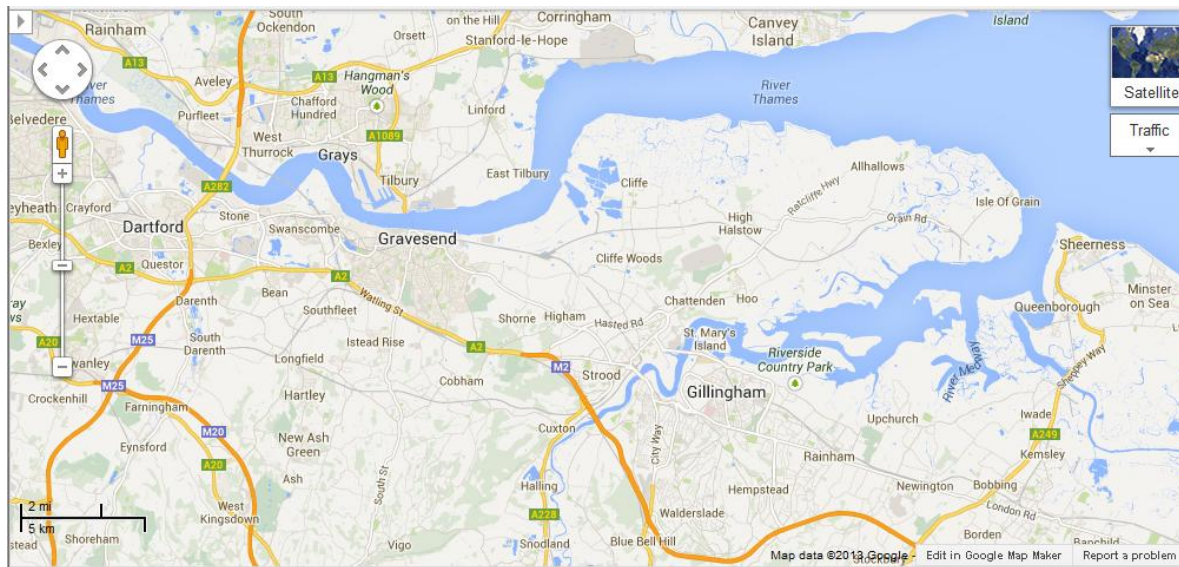 Rainham
South
Ockendon
Orsett
on the Hill
Corringham
Stanford-le-Hope
Canvey
Island
Island
A13
Aveley
A13
Hangman's
Wood
River
Thames
Purfleet
Chafford
Hundred
Linford
River
Thames
Satellite
Belvedere
West
Thurrock
A1089
Traffic
Grays
A282
Tilbury
East Tilbury
Cliffe
Allhallows
Ratcliffe Hwy
eyheath
Crayford
Stone
Isle Of Grain
Dartford
Swanscombe
Gravesend
High
Halstow
Grain Rd
Bexley
Sheerness
A2
Questor
A2
Cliffe Woods
Darenth
Bean
Watling St
Chattenden
Hoo
Queenborough
Minster
on Sea
Hextable
Southfleet
Shorne
Higham
Hasted Rd
St. Mary's
Island
A20
M25
South
Darenth
Istead Rise
A2
Riverside
Country Park
River Medway
Sheppey Way
wanley
Longfield
M2
Strood
M25
Cobham
Gillingham
Crockenhill
Farningham
Hartley
Upchurch
Iwade
M20
New Ash
Green
Cuxton
City Way
A249
Eynsford
South St
Rainham
Kemsley
A20
Ash
Halling
Hempstead
Newington
Bobbing
2 mi
West
Kingsdown
A228
Walderslade
London Rd
5 km
stead
Shoreham
Vigo
Snodland
Blue Bell Hill
Borden
Bapchild
Stockbury
Map data ©2013 Google - Edit in Google Map Maker Report a problem